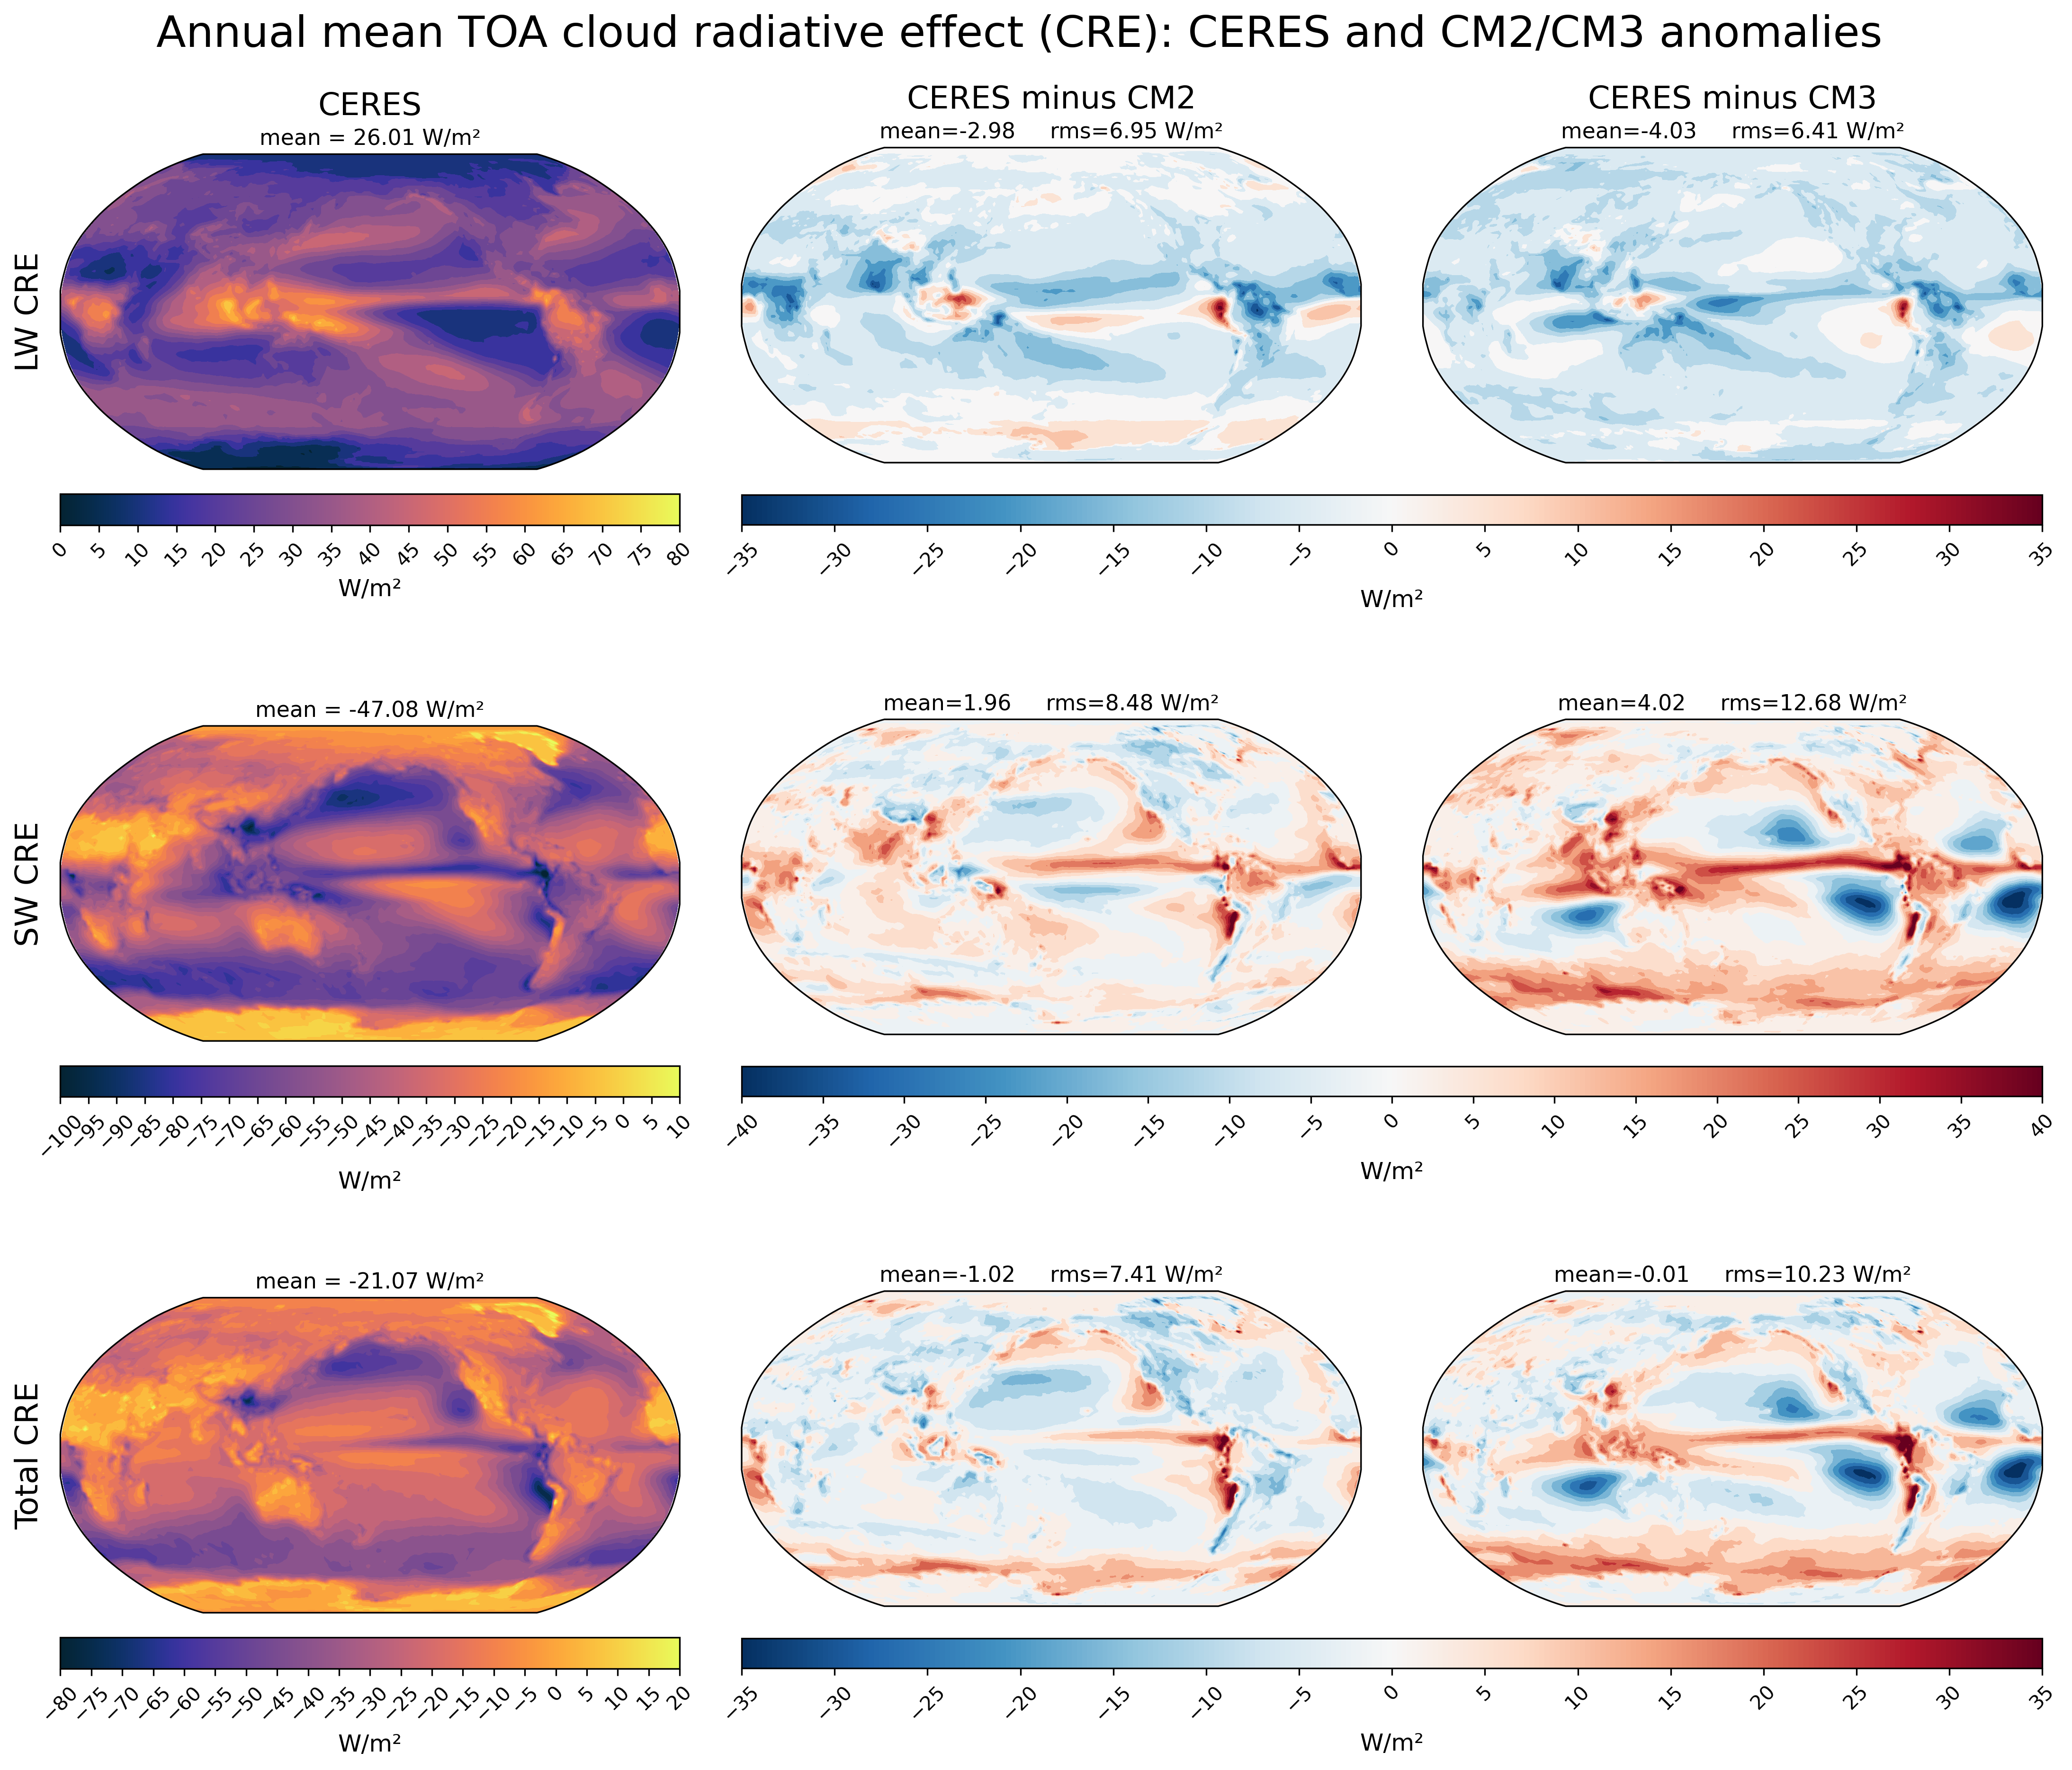 Annual mean TOA cloud radiative effect (CRE): CERES and CM2/CM3 anomalies
CERES
mean = 26.01 W/m²
CERES minus CM2
mean=-2.98 rms=6.95 W/m²
CERES minus CM3
mean=-4.03 rms=6.41 W/m²
LW CRE
0 5 10 15 20 25 30 35 40 45 50 55 60 65 70 75 80
W/m²
−35 −30 −25 −20 −15 −10 −5 0 5 10 15 20 25 30 35
W/m²
mean = -47.08 W/m²
mean=1.96 rms=8.48 W/m²
mean=4.02 rms=12.68 W/m²
SW CRE
−100 −95 −90 −85 −80 −75 −70 −65 −60 −55 −50 −45 −40 −35 −30 −25 −20 −15 −10 −5 0 5 10
W/m²
−40 −35 −30 −25 −20 −15 −10 −5 0 5 10 15 20 25 30 35 40
W/m²
mean = -21.07 W/m²
mean=-1.02 rms=7.41 W/m²
mean=-0.01 rms=10.23 W/m²
Total CRE
−80 −75 −70 −65 −60 −55 −50 −45 −40 −35 −30 −25 −20 −15 −10 −5 0 5 10 15 20
W/m²
−35 −30 −25 −20 −15 −10 −5 0 5 10 15 20 25 30 35
W/m²